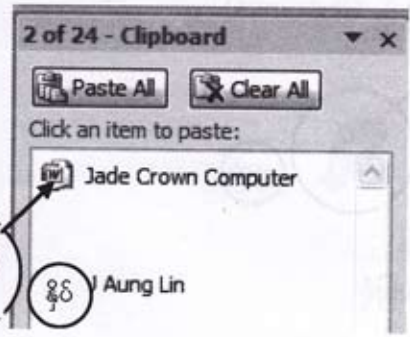 2 of 24 - Clipboard
Paste All Clear All
Click an item to paste:
Jade Crown Computer
Aung Lin